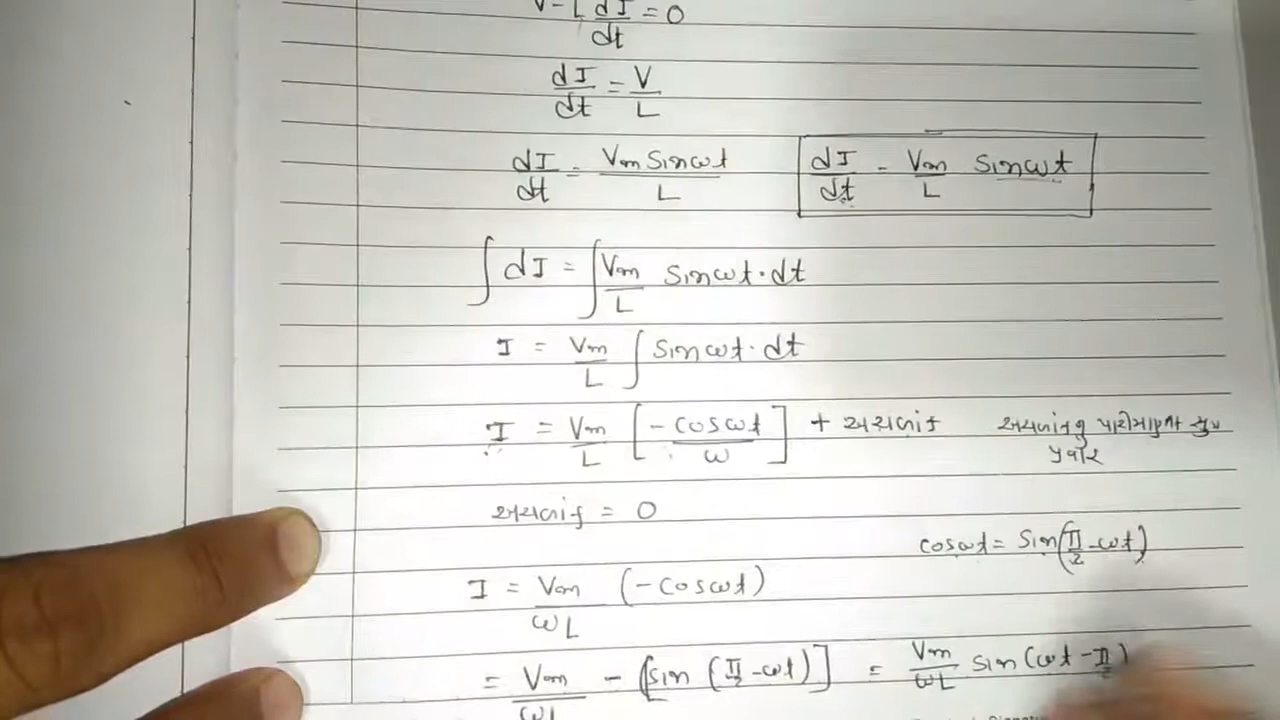 V - L dI/dt = 0
dI/dt = V/L
dI/dt = Vm Sinωt / L    dI/dt = Vm/L Sinωt
∫ dI = ∫ Vm/L Sinωt·dt
I = Vm/L ∫ Sinωt·dt
I = Vm/L [ -cosωt / ω ] + અચળાંક    અચળાંકનું
અચળાંક = 0
cosωt = Sin(π/2 - ωt)
I = Vm/ωL (-cosωt)
= Vm/ωL - [sin (π/2 - ωt)] = Vm/ωL sin(ωt - π/2)